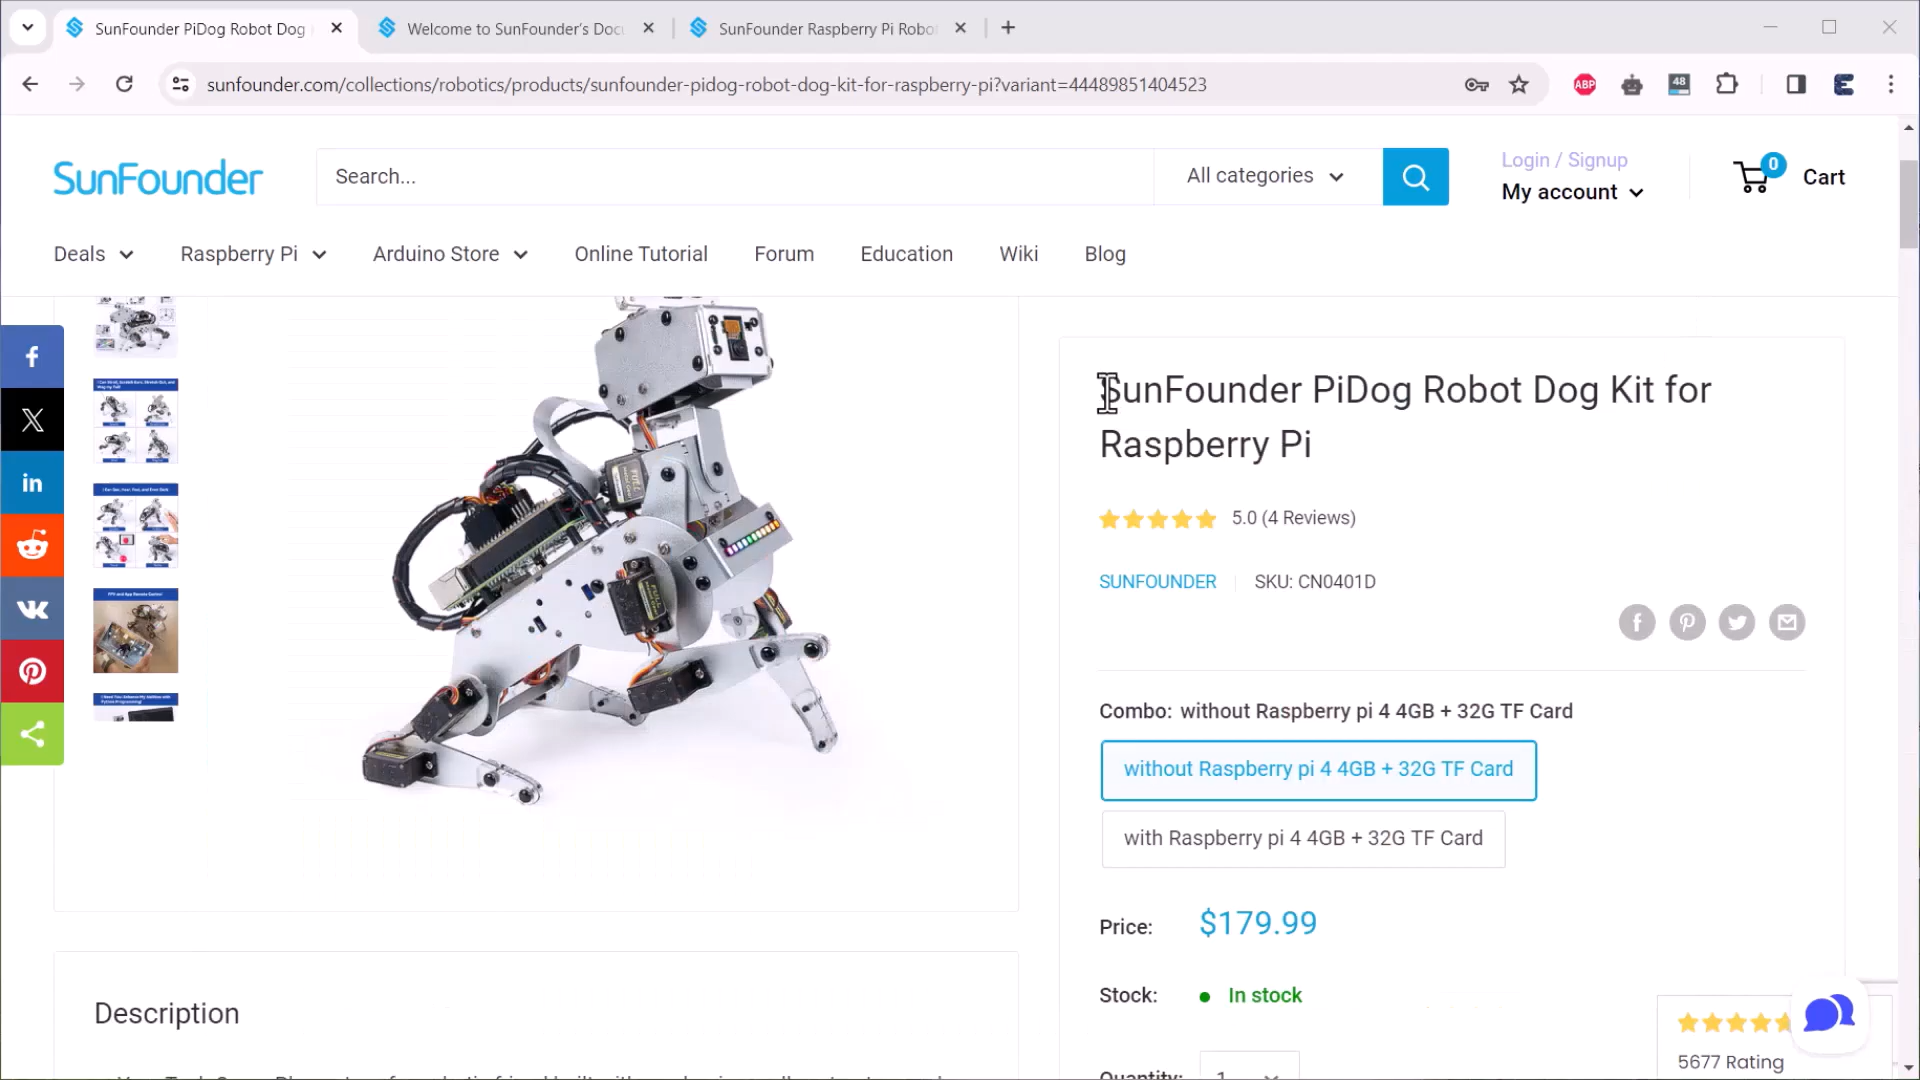 SunFounder PiDog Robot Dog
Welcome to SunFounder's Docu
SunFounder Raspberry Pi Robo
sunfounder.com/collections/robotics/products/sunfounder-pidog-robot-dog-kit-for-raspberry-pi?variant=44489851404523
ABP
48
SunFounder
Search...
All categories
Login / Signup
My account
0
Cart
Deals
Raspberry Pi
Arduino Store
Online Tutorial
Forum
Education
Wiki
Blog
SunFounder PiDog Robot Dog Kit for
Raspberry Pi
5.0 (4 Reviews)
SUNFOUNDER
SKU: CN0401D
Combo: without Raspberry pi 4 4GB + 32G TF Card
without Raspberry pi 4 4GB + 32G TF Card
with Raspberry pi 4 4GB + 32G TF Card
Price: $179.99
Stock: In stock
Quantity: 1
Description
5677 Rating